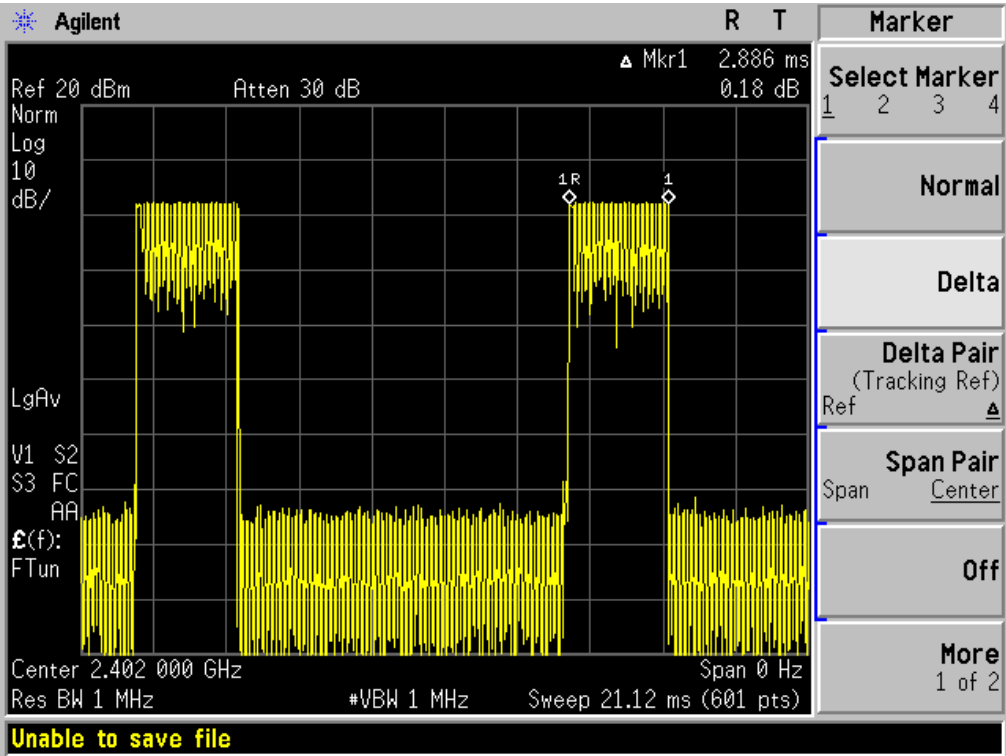 Agilent R T
Δ Mkr1 2.886 ms
Ref 20 dBm Atten 30 dB 0.18 dB
Norm
Log
10
dB/
1R 1
LgAv
V1 S2
S3 FC
AA
£(f):
FTun
Center 2.402 000 GHz Span 0 Hz
Res BW 1 MHz #VBW 1 MHz Sweep 21.12 ms (601 pts)
Unable to save file
Marker
Select Marker
1 2 3 4
Normal
Delta
Delta Pair
(Tracking Ref)
Ref Δ
Span Pair
Span Center
Off
More
1 of 2